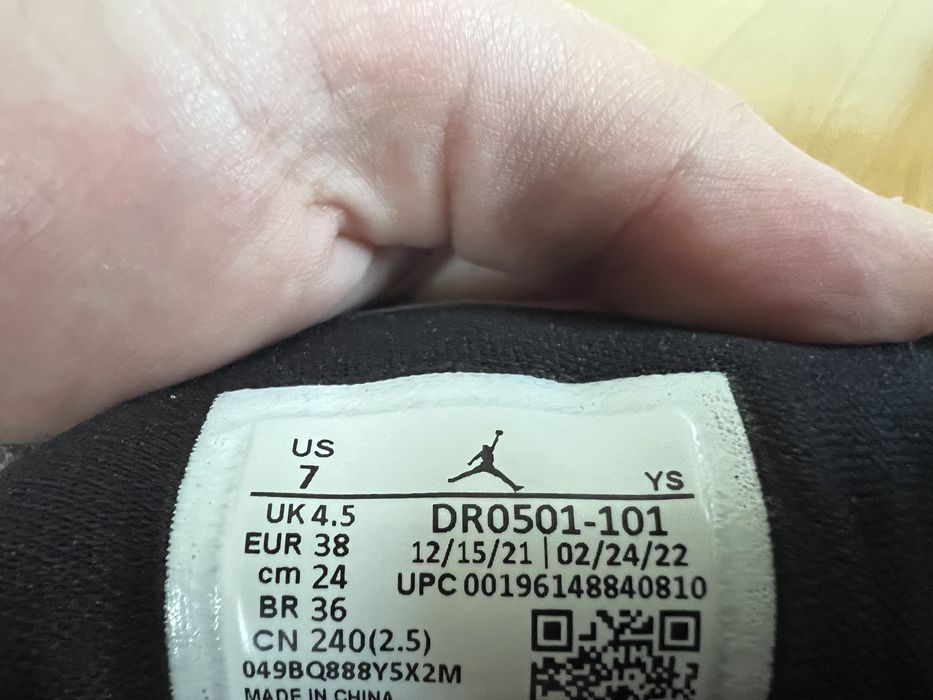 US
7
YS
UK 4.5
EUR 38
cm 24
BR 36
CN 240(2.5)
DR0501-101
12/15/21 | 02/24/22
UPC 00196148840810
049BQ888Y5X2M
MADE IN CHINA